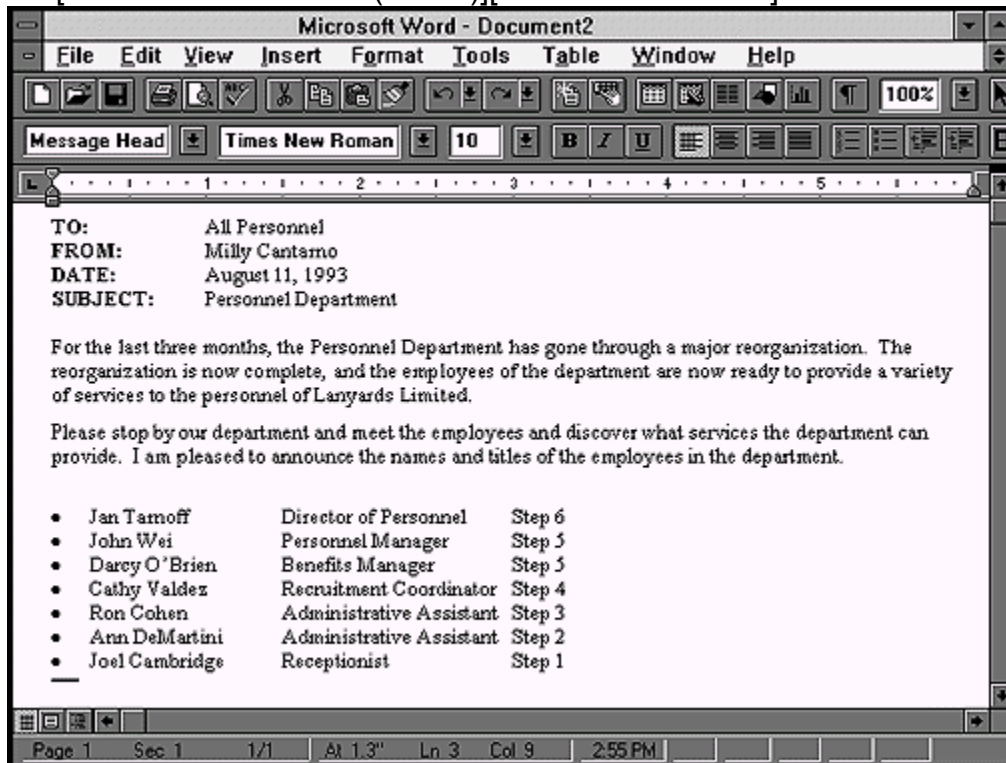 Microsoft Word - Document2
File Edit View Insert Format Tools Table Window Help
100%
Message Head Times New Roman 10 B I U
1 2 3 4 5
TO: All Personnel
FROM: Milly Cantarno
DATE: August 11, 1993
SUBJECT: Personnel Department
For the last three months, the Personnel Department has gone through a major reorganization. The
reorganization is now complete, and the employees of the department are now ready to provide a variety
of services to the personnel of Lanyards Limited.
Please stop by our department and meet the employees and discover what services the department can
provide. I am pleased to announce the names and titles of the employees in the department.
• Jan Tarnoff Director of Personnel Step 6
• John Wei Personnel Manager Step 5
• Darcy O'Brien Benefits Manager Step 5
• Cathy Valdez Recruitment Coordinator Step 4
• Ron Cohen Administrative Assistant Step 3
• Ann DeMartini Administrative Assistant Step 2
• Joel Cambridge Receptionist Step 1
Page 1 Sec 1 1/1 At 1.3" Ln 3 Col 9 2:55 PM